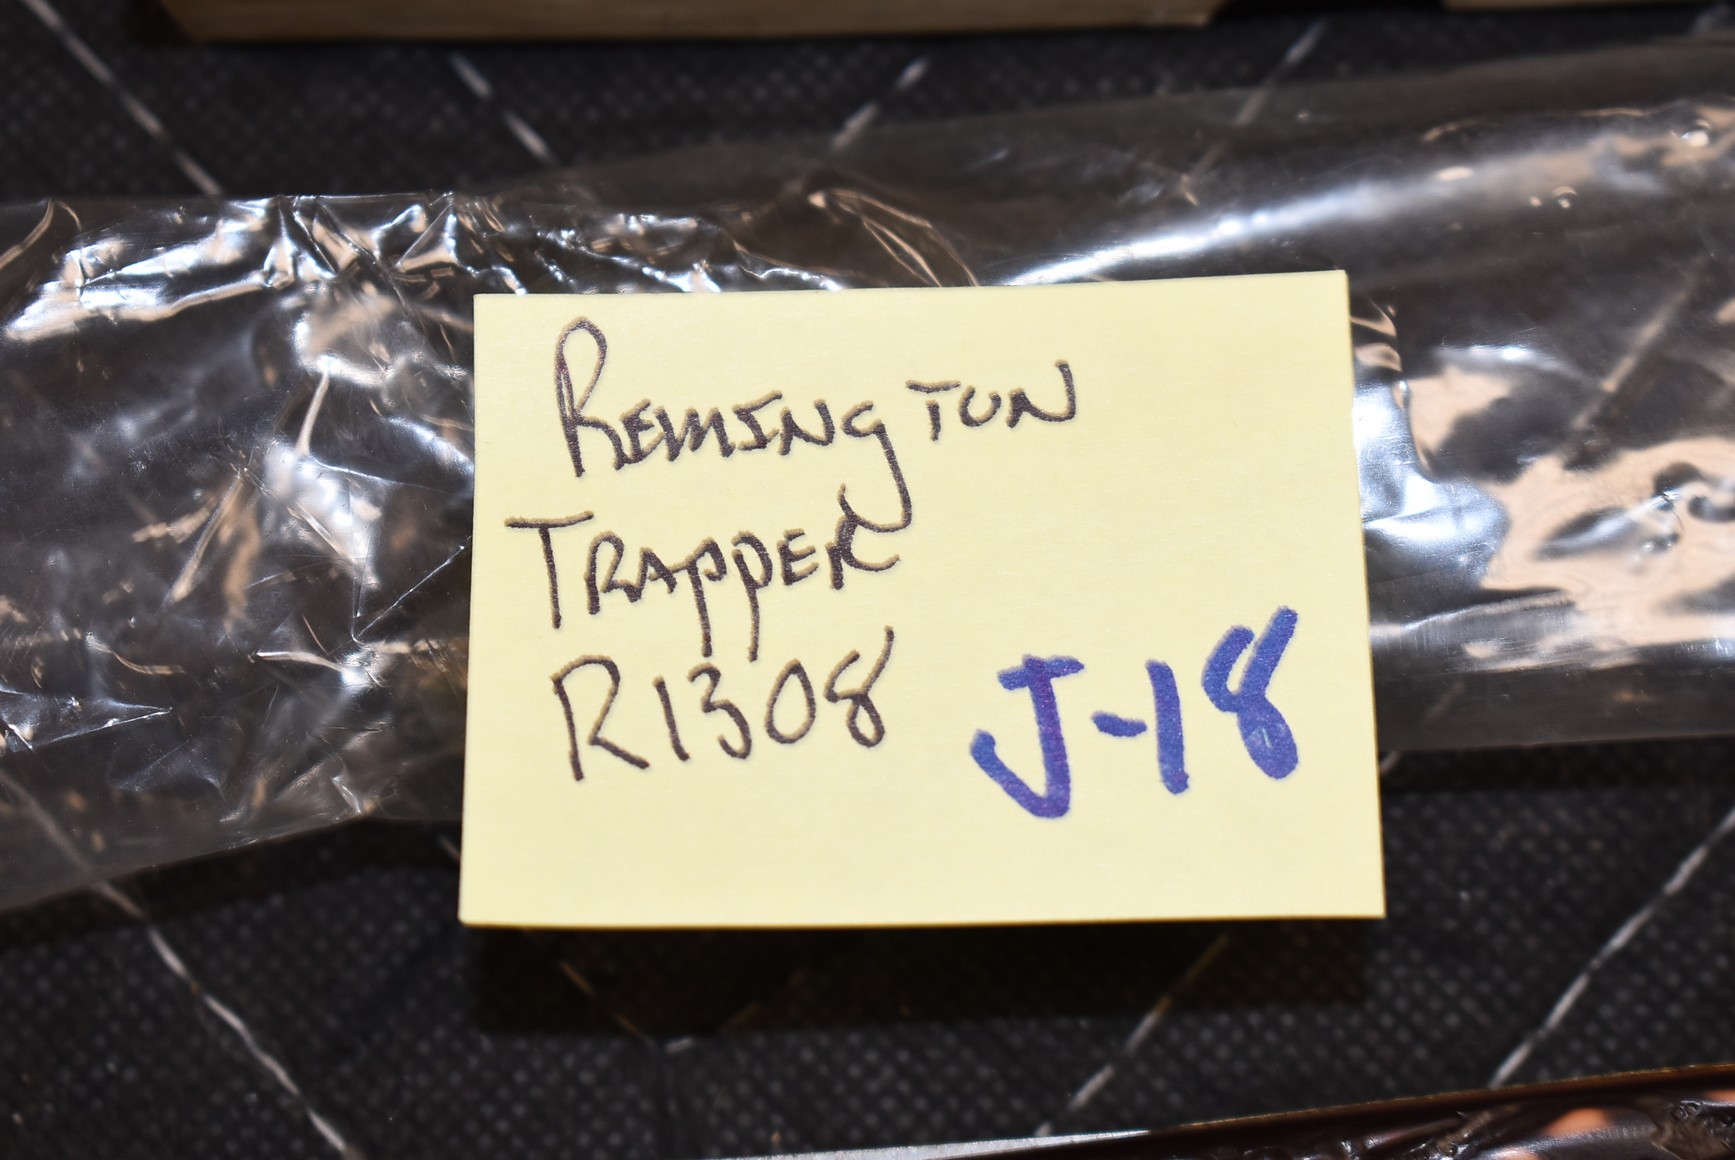 REMINGTON
TRAPPER
R1308
J-18